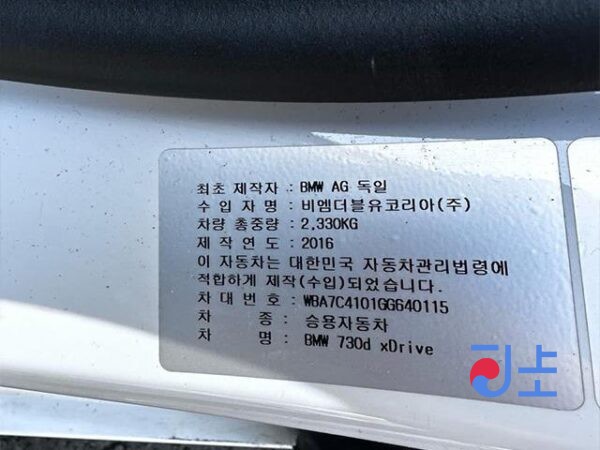 최초 제작자 : BMW AG 독일
수 입 자 명 : 비엠더블유코리아(주)
차량 총중량 : 2,330KG
제 작 연 도 : 2016
이 자동차는 대한민국 자동차관리법령에
적합하게 제작(수입)되었습니다.
차 대 번 호 : WBA7C4101GG640115
차 종 : 승용자동차
차 명 : BMW 730d xDrive